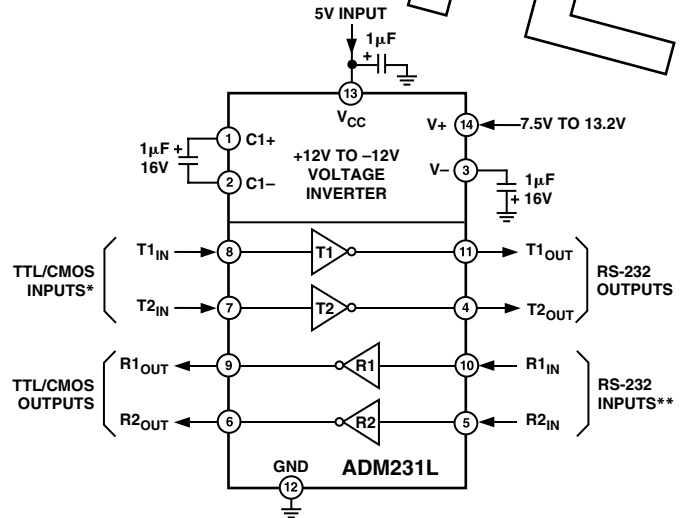 5V INPUT
1µF
+
13
VCC
1 C1+
1µF +
16V
2 C1–
+12V TO –12V
VOLTAGE
INVERTER
V+ 14 7.5V TO 13.2V
V– 3
1µF
+ 16V
TTL/CMOS
INPUTS*
T1IN 8 T1 11 T1OUT
T2IN 7 T2 4 T2OUT
RS-232
OUTPUTS
TTL/CMOS
OUTPUTS
R1OUT 9 R1 10 R1IN
R2OUT 6 R2 5 R2IN
RS-232
INPUTS**
GND
12
ADM231L